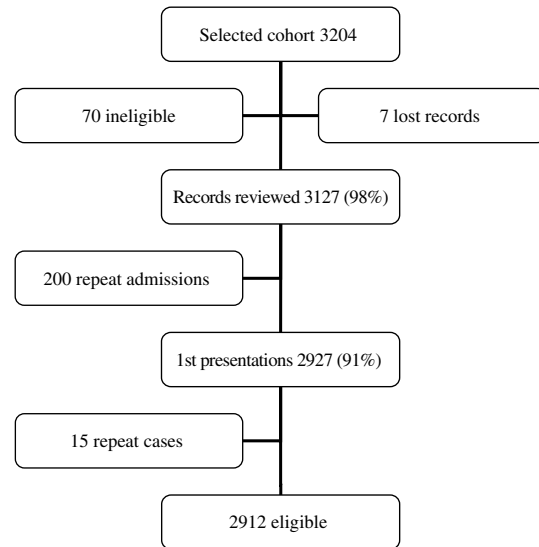 Selected cohort 3204
70 ineligible
7 lost records
Records reviewed 3127 (98%)
200 repeat admissions
1st presentations 2927 (91%)
15 repeat cases
2912 eligible